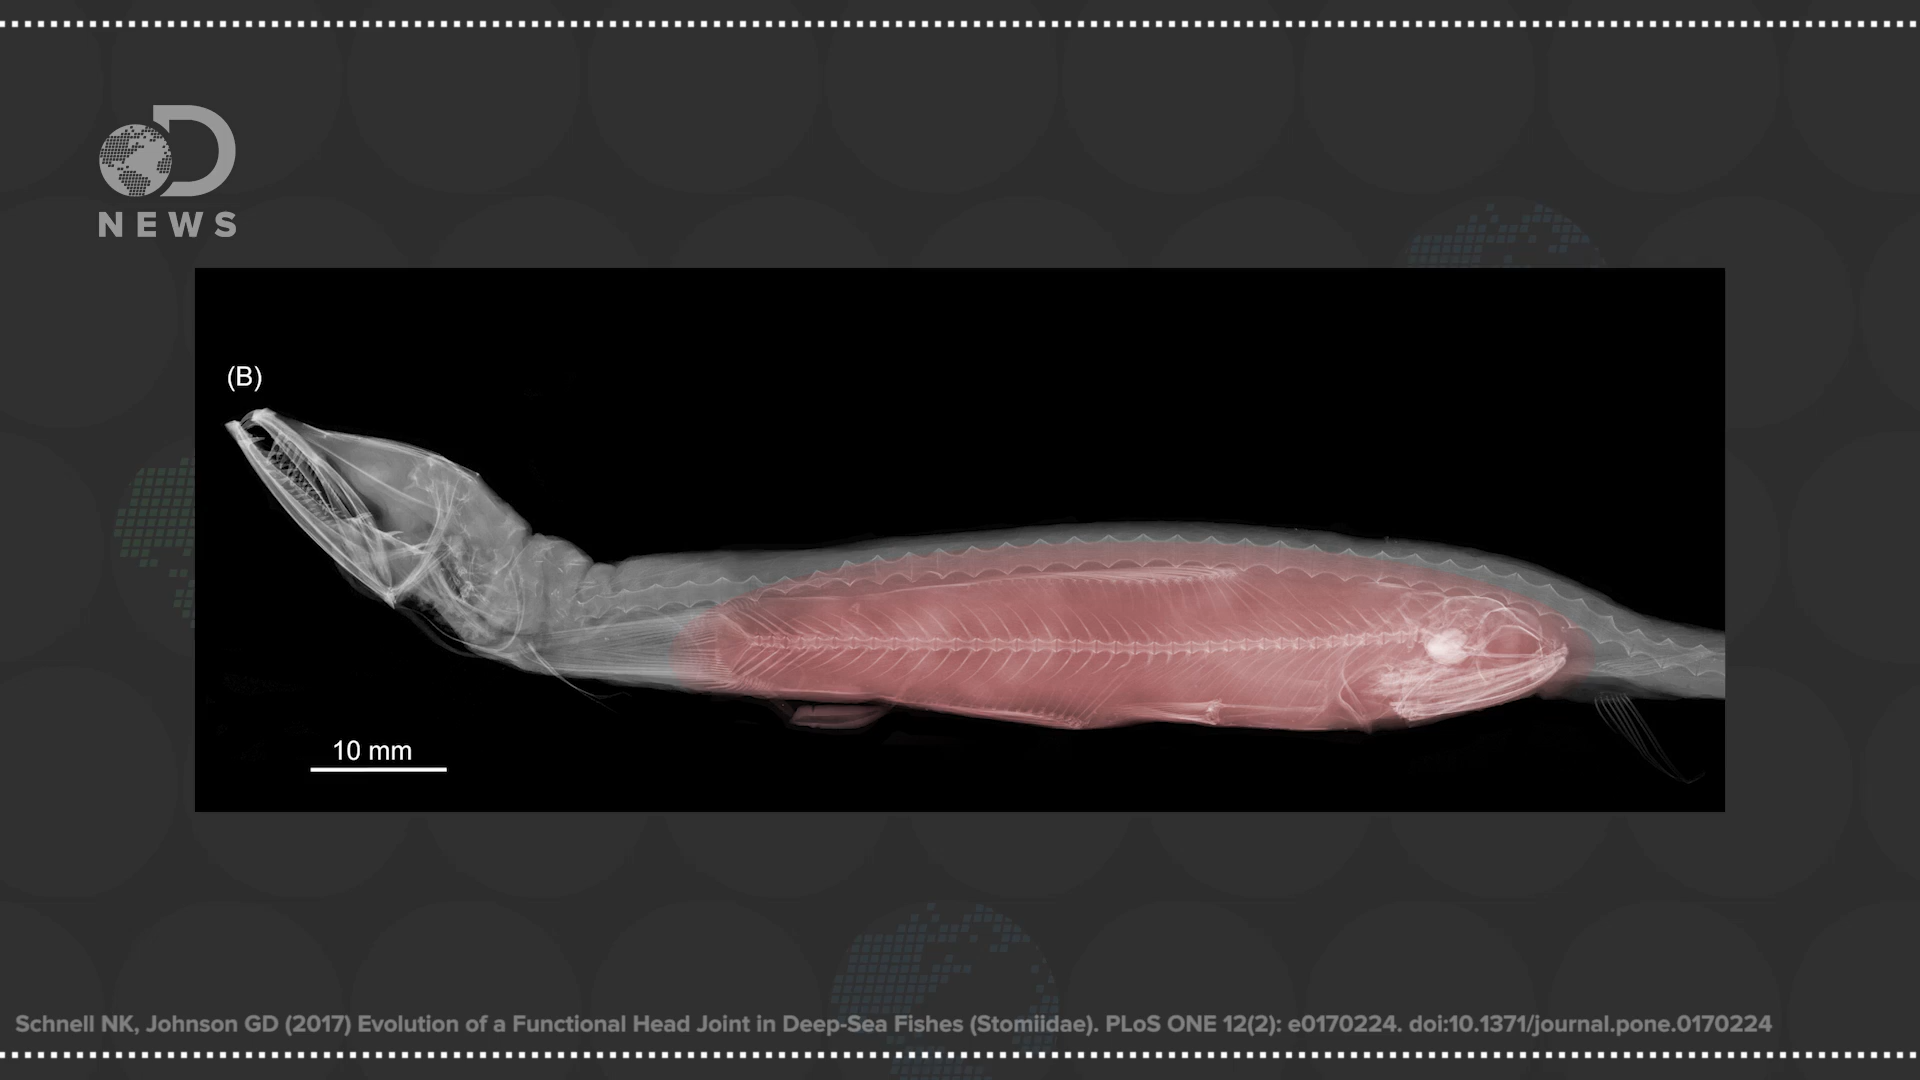 NEWS
(B)
10 mm
Schnell NK, Johnson GD (2017) Evolution of a Functional Head Joint in Deep-Sea Fishes (Stomiidae). PLoS ONE 12(2): e0170224. doi:10.1371/journal.pone.0170224